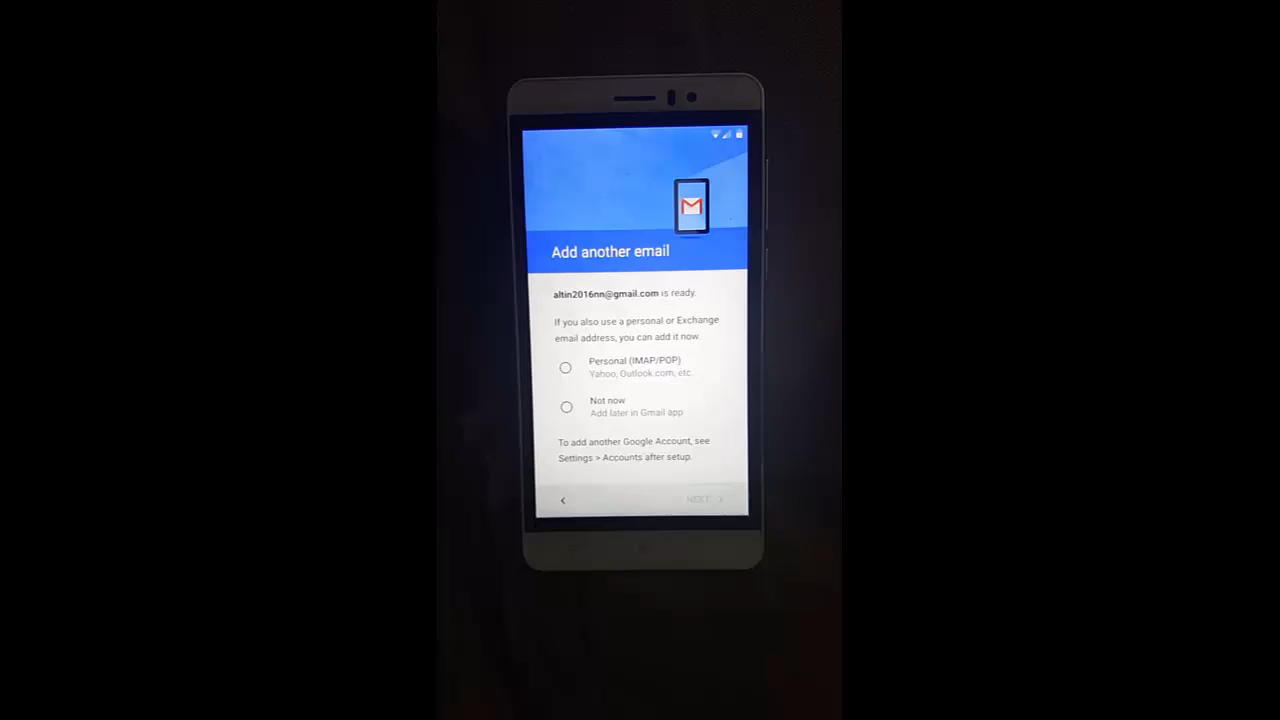 Add another email
altin2016nn@gmail.com is ready.
If you also use a personal or Exchange
email address, you can add it now.
Personal (IMAP/POP)
Yahoo, Outlook.com, etc.
Not now
Add later in Gmail app
To add another Google Account, see
Settings > Accounts after setup.
NEXT